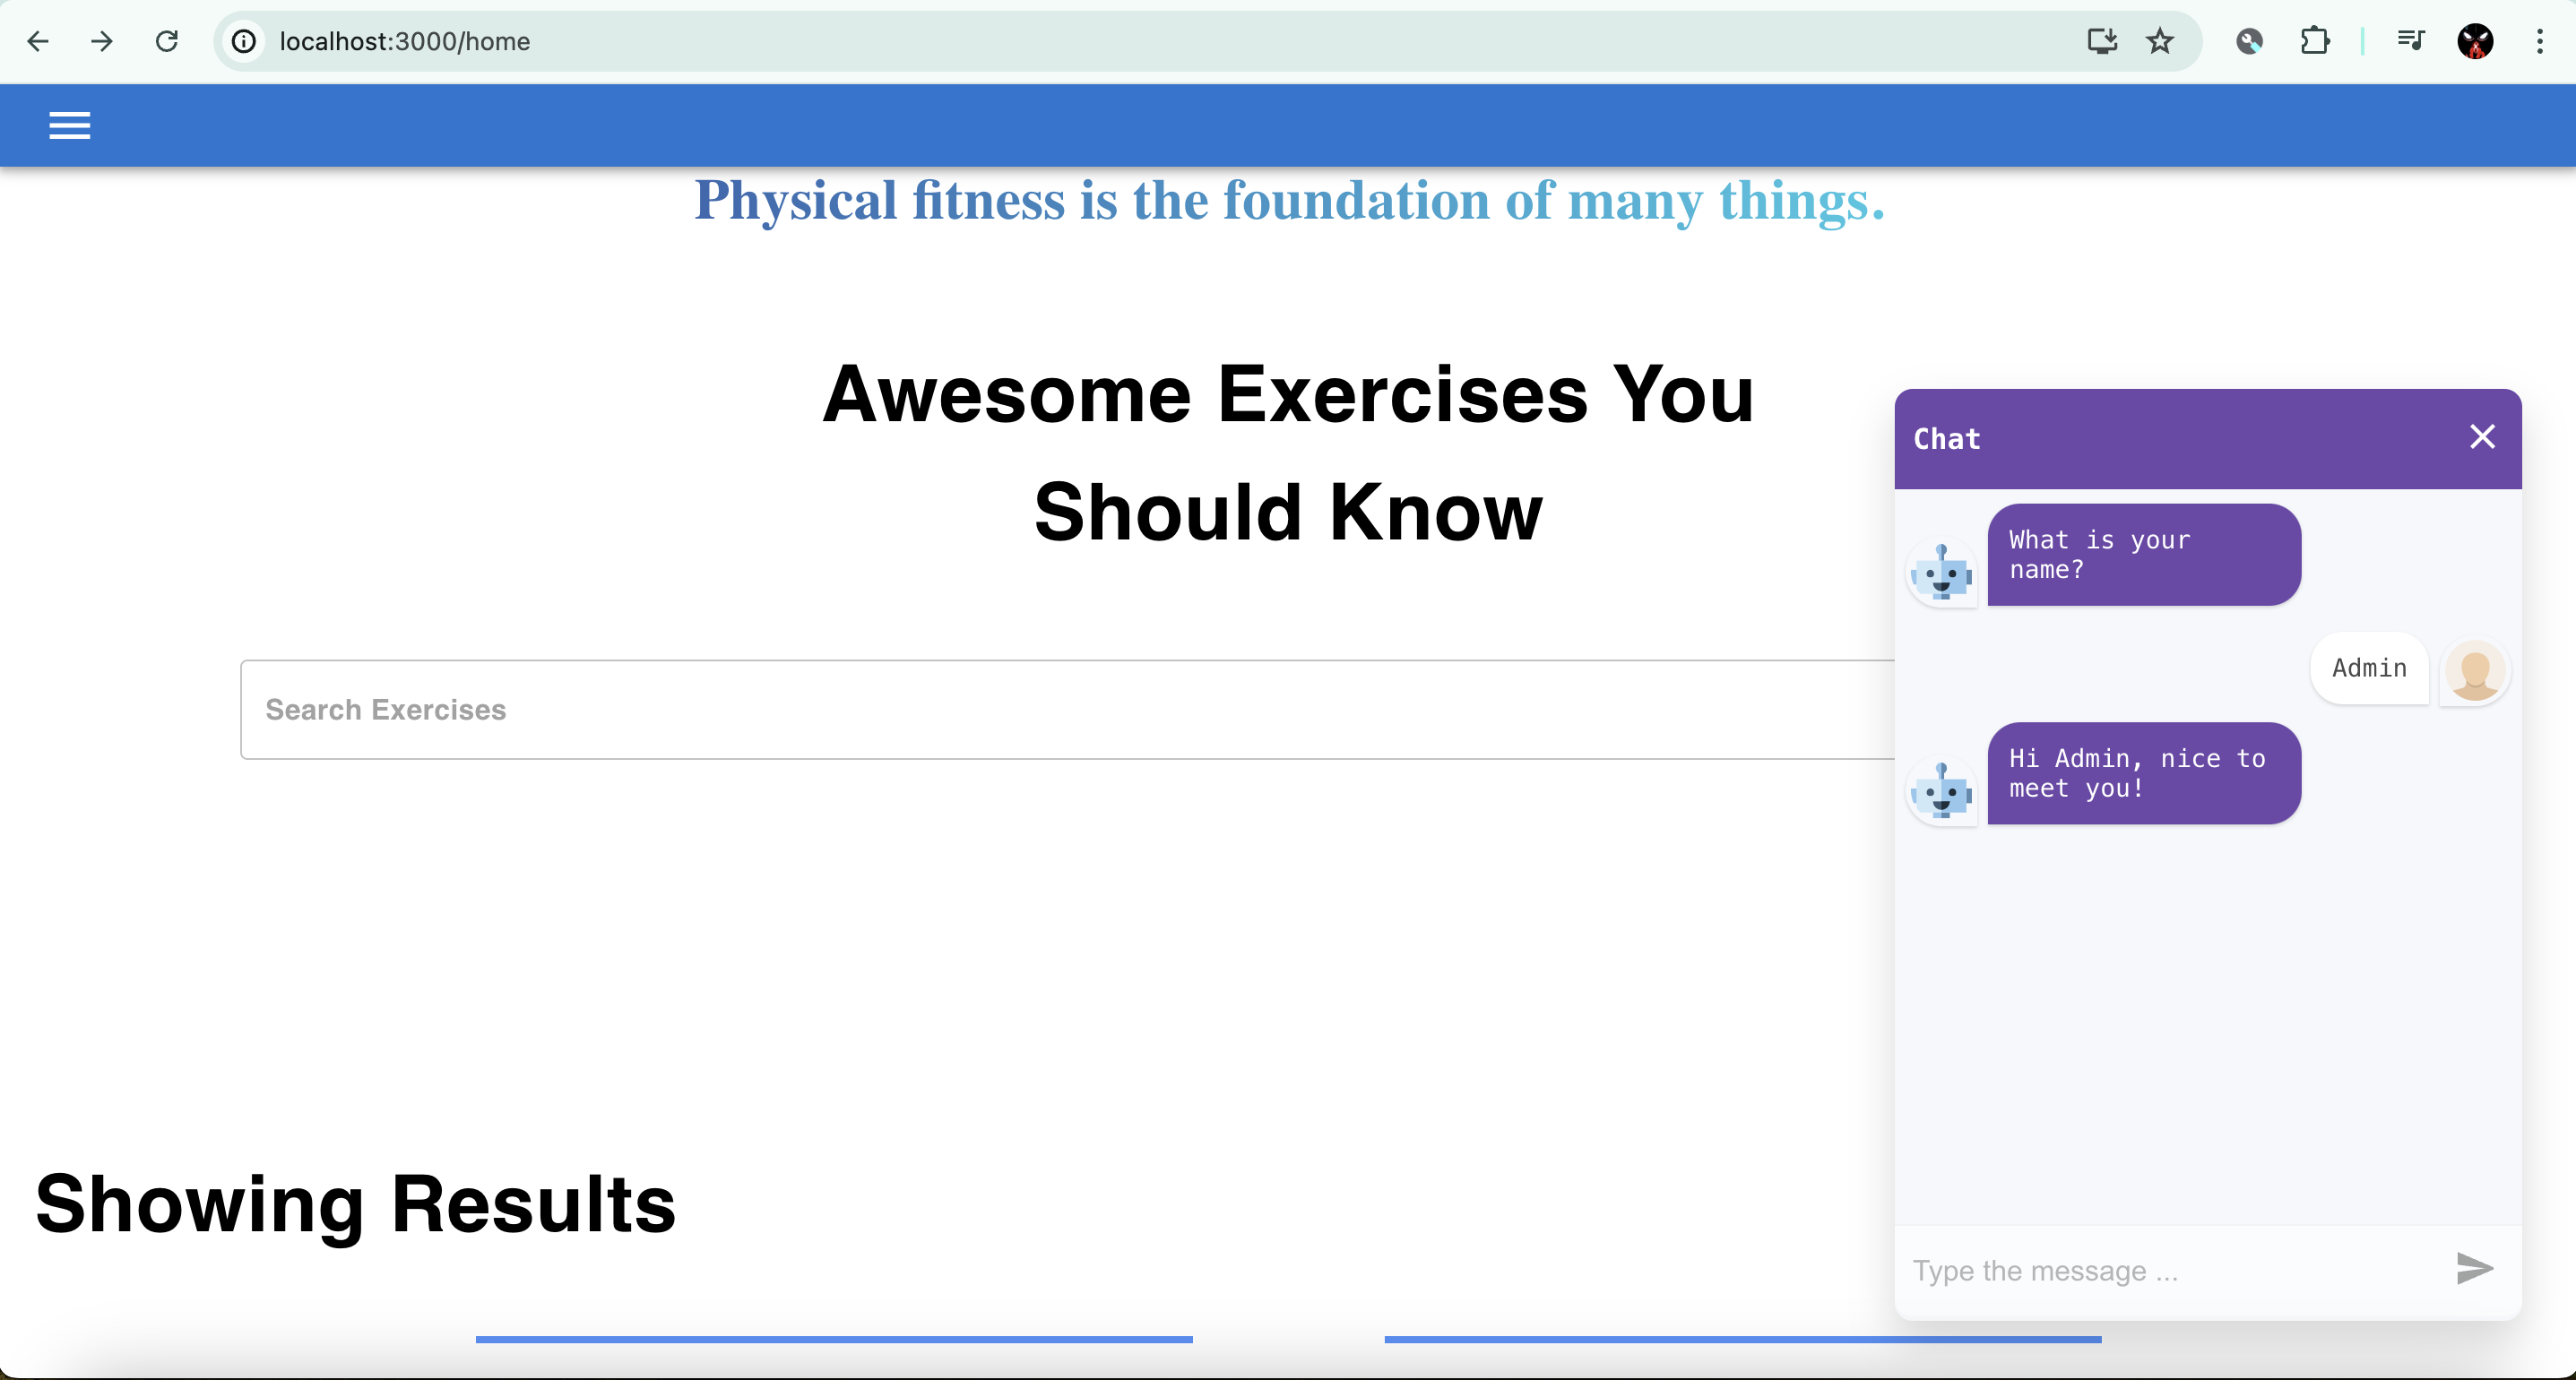 localhost:3000/home
Physical fitness is the foundation of many things.
Awesome Exercises You
Should Know
Search Exercises
Showing Results
Chat
What is your
name?
Admin
Hi Admin, nice to
meet you!
Type the message ...